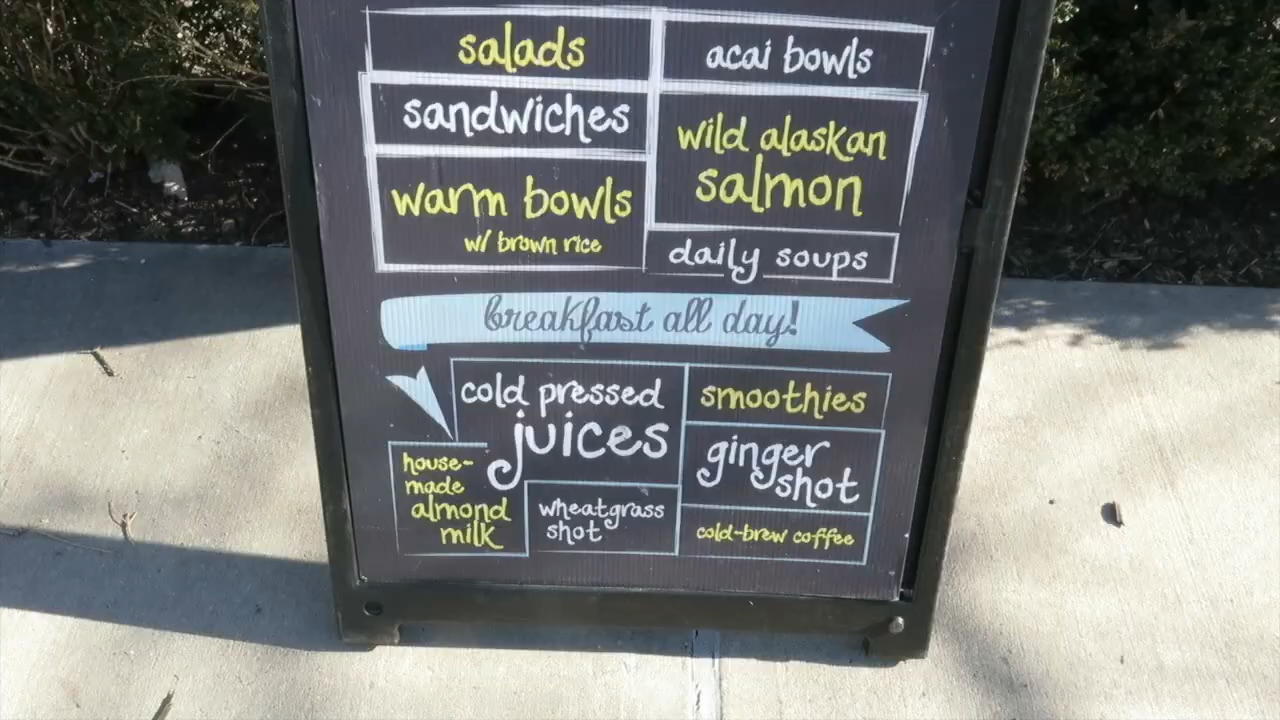 salads
sandwiches
warm bowls
w/ brown rice
acai bowls
wild alaskan
salmon
daily soups
breakfast all day!
cold pressed
juices
house-
made
almond
milk
wheatgrass
shot
smoothies
ginger
shot
cold-brew coffee